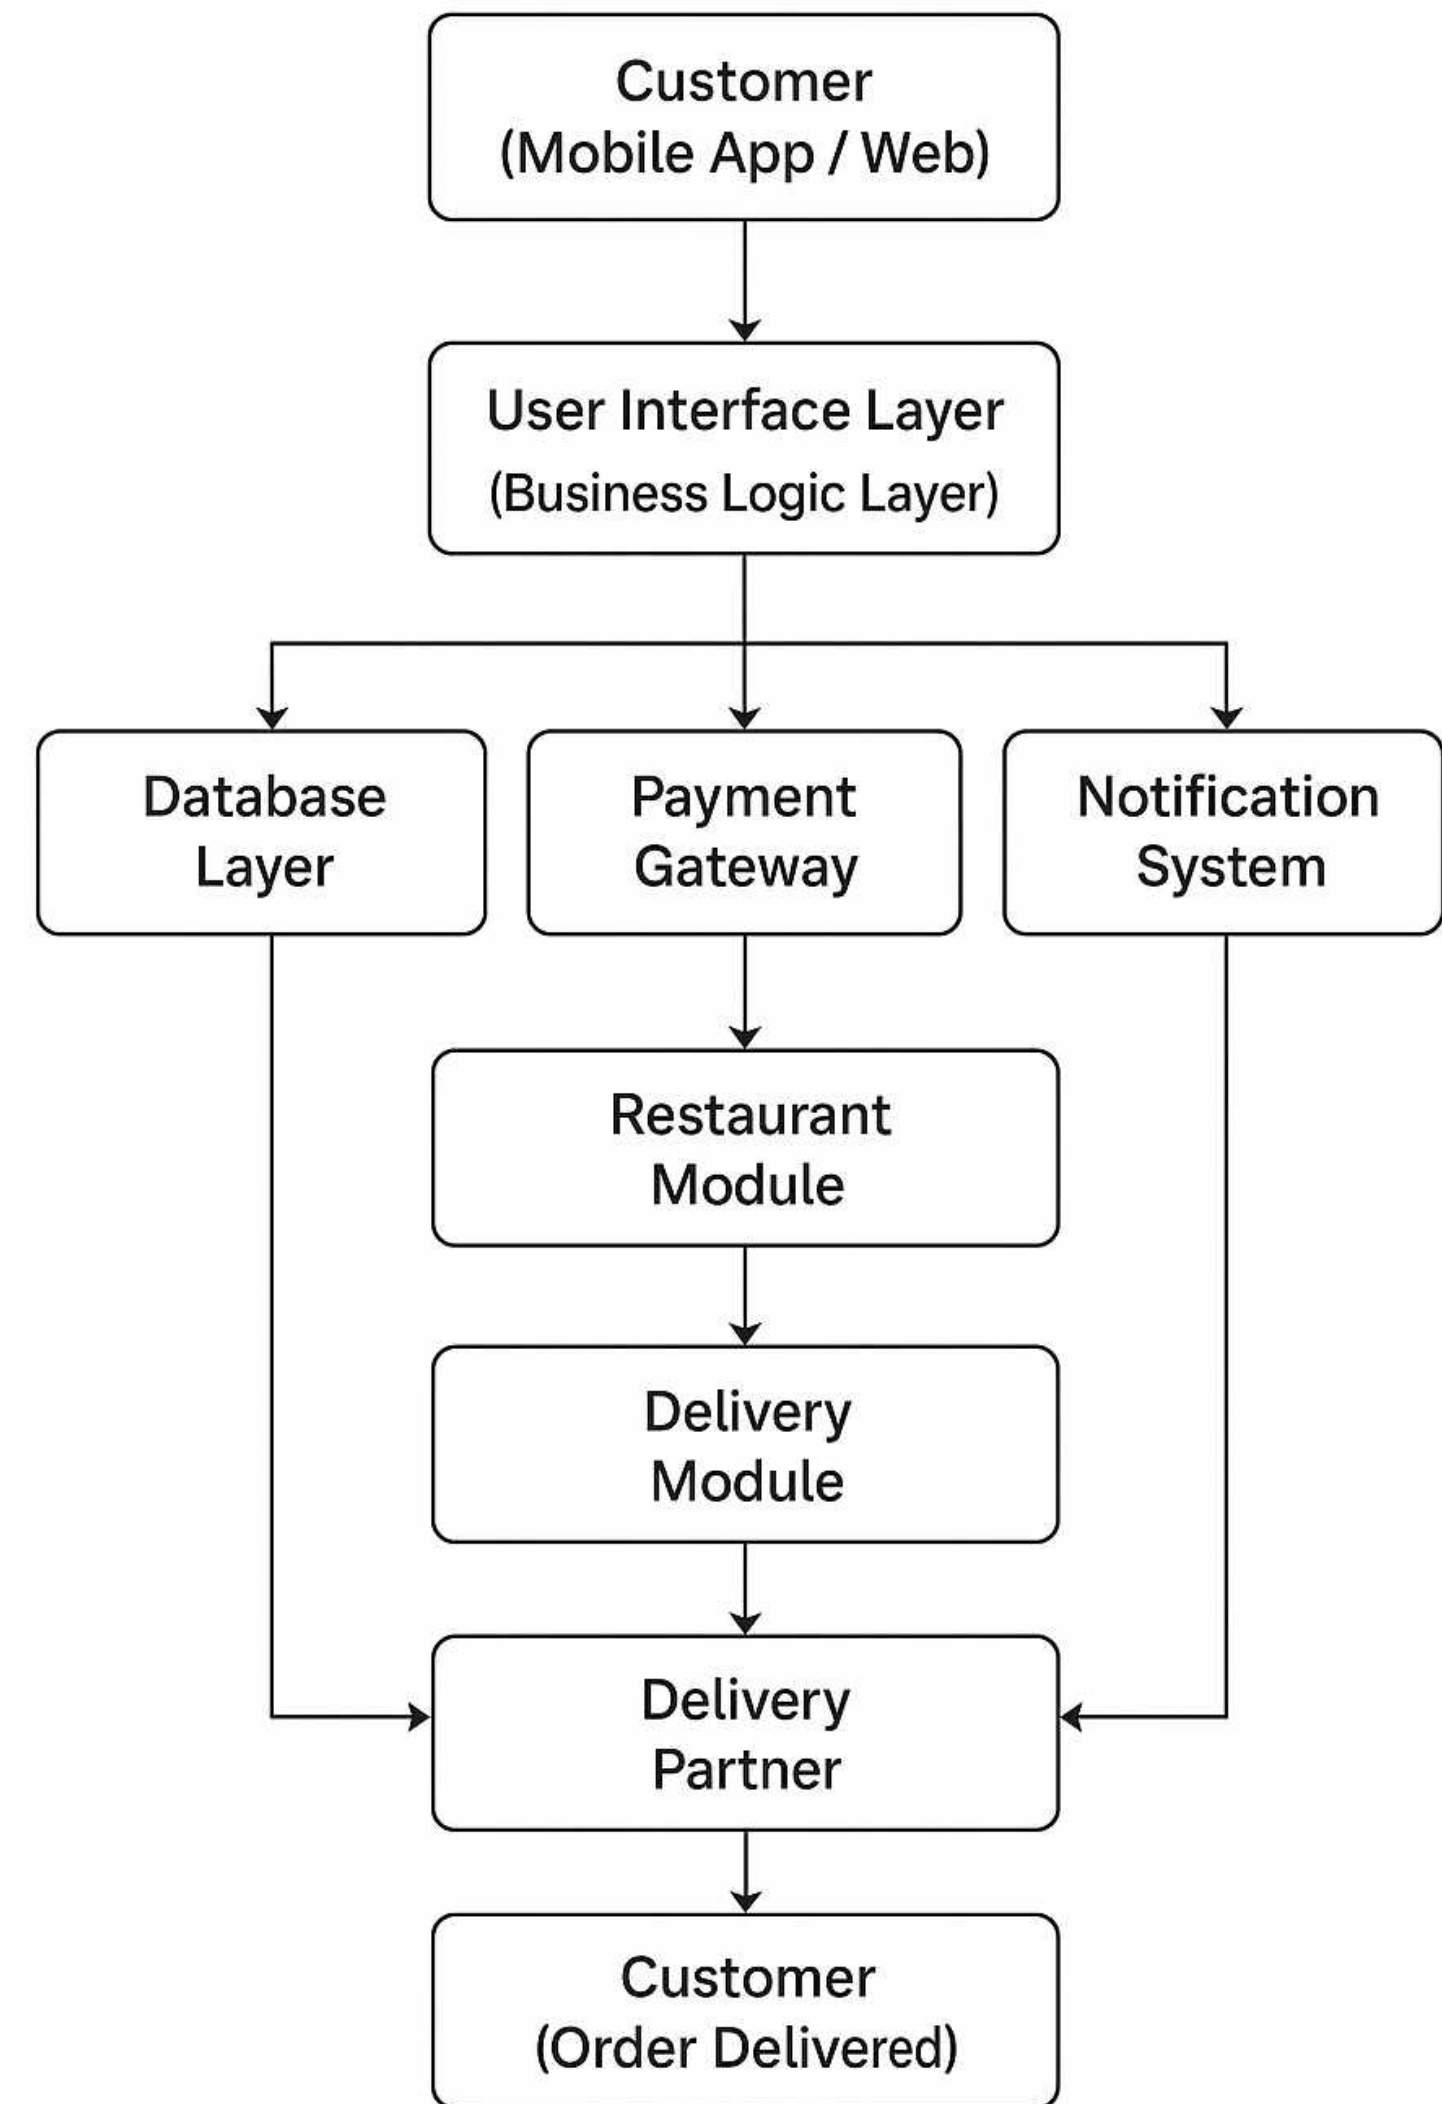 Customer
(Mobile App / Web)
User Interface Layer
(Business Logic Layer)
Database
Layer
Payment
Gateway
Notification
System
Restaurant
Module
Delivery
Module
Delivery
Partner
Customer
(Order Delivered)